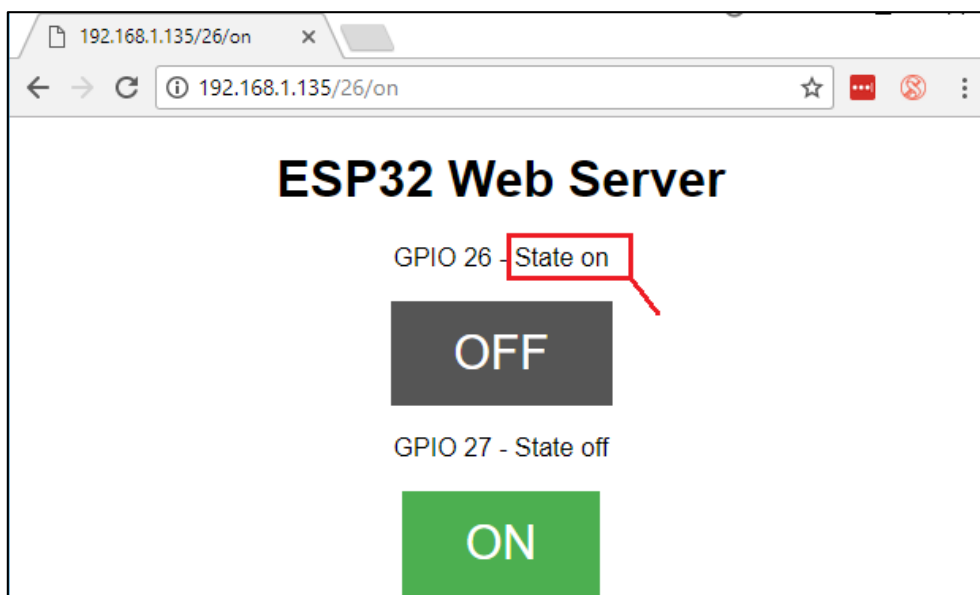 192.168.1.135/26/on
192.168.1.135/26/on
ESP32 Web Server
GPIO 26 - State on
OFF
GPIO 27 - State off
ON